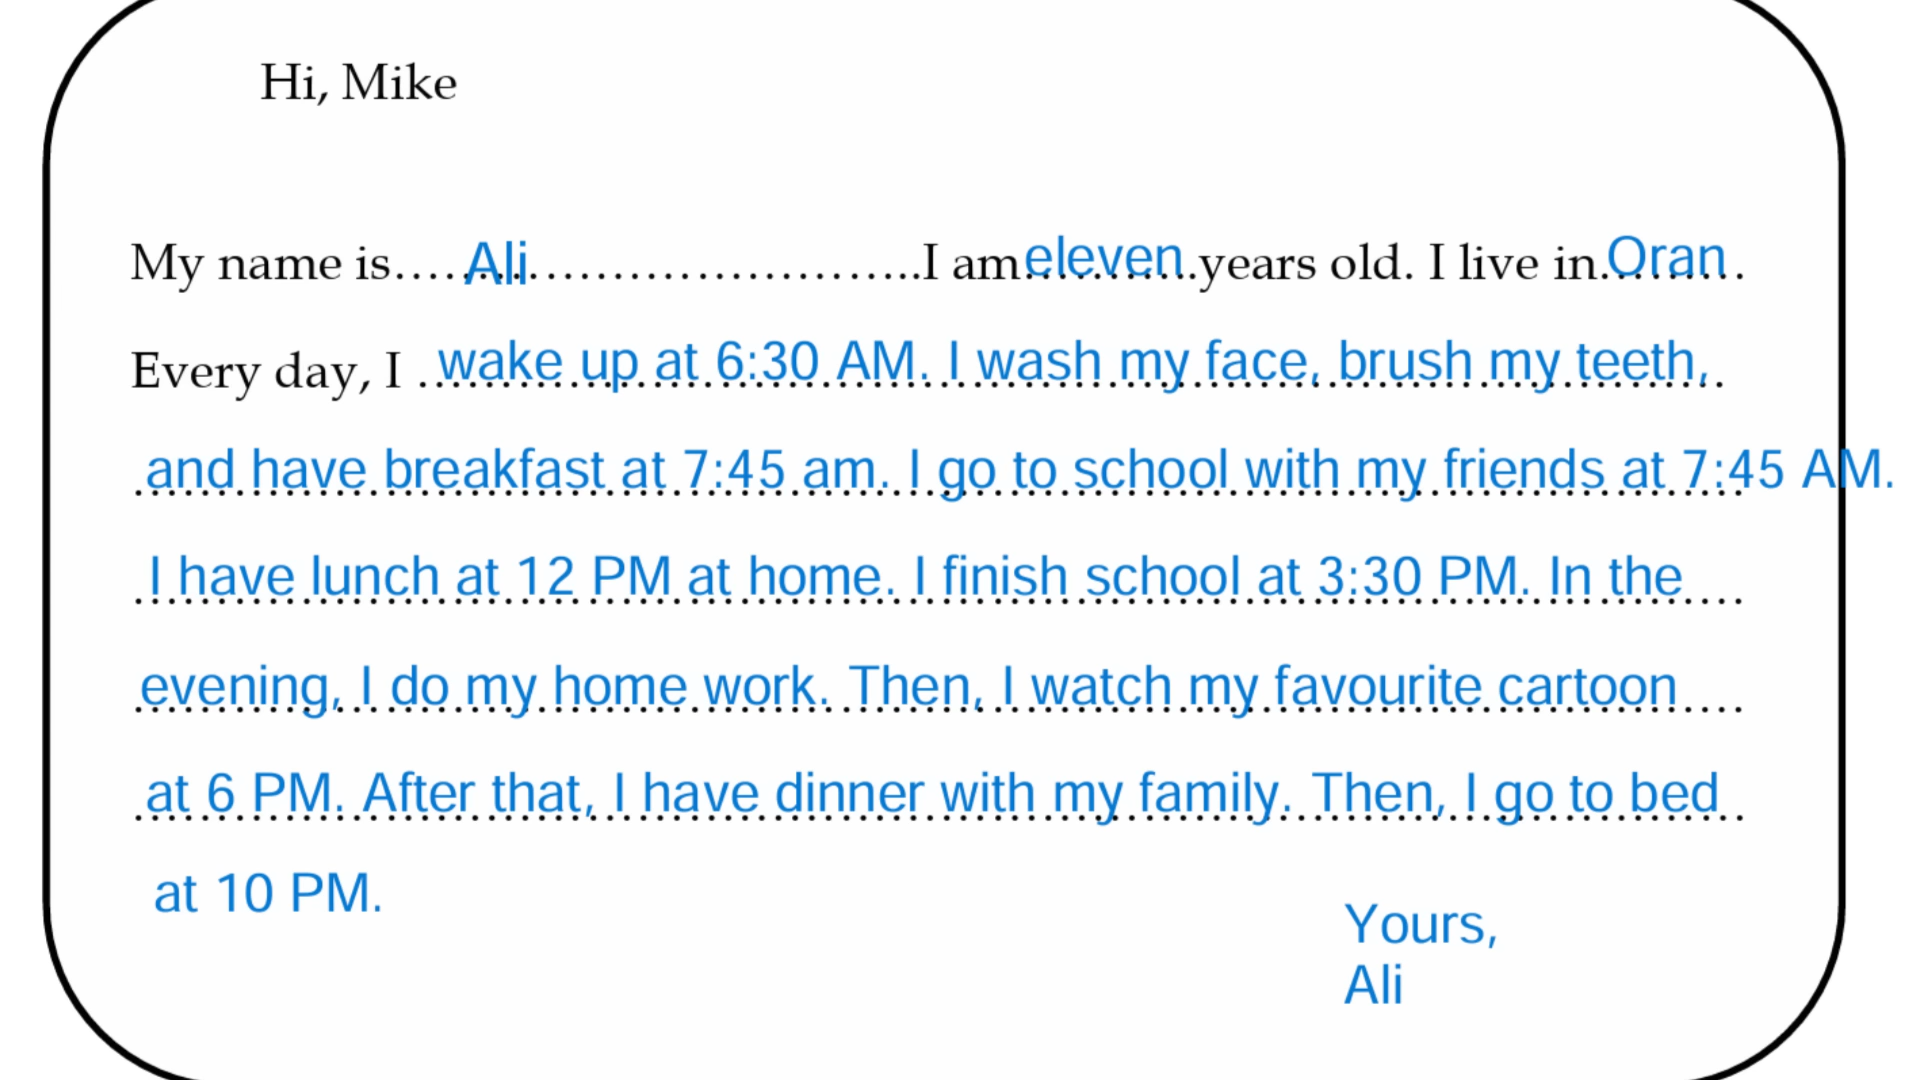 Hi, Mike
My name is.... Ali ..........................I am eleven years old. I live in Oran .
Every day, I wake up at 6:30 AM. I wash my face, brush my teeth,
and have breakfast at 7:45 am. I go to school with my friends at 7:45 AM.
I have lunch at 12 PM at home. I finish school at 3:30 PM. In the
evening, I do my home work. Then, I watch my favourite cartoon
at 6 PM. After that, I have dinner with my family. Then, I go to bed
at 10 PM.
Yours,
Ali